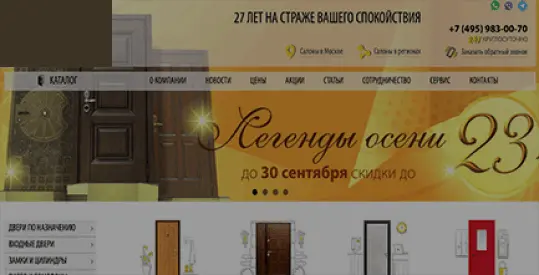 27 ЛЕТ НА СТРАЖЕ ВАШЕГО СПОКОЙСТВИЯ
+7 (495) 983-00-70
КРУГЛОСУТОЧНО
Салоны в Москве Салоны в регионах Заказать обратный звонок
КАТАЛОГ О КОМПАНИИ НОВОСТИ ЦЕНЫ АКЦИИ СТАТЬИ СОТРУДНИЧЕСТВО СЕРВИС КОНТАКТЫ
Легенды осени 23
до 30 сентября скидки до
ДВЕРИ ПО НАЗНАЧЕНИЮ
ВХОДНЫЕ ДВЕРИ
ЗАМКИ И ЦИЛИНДРЫ